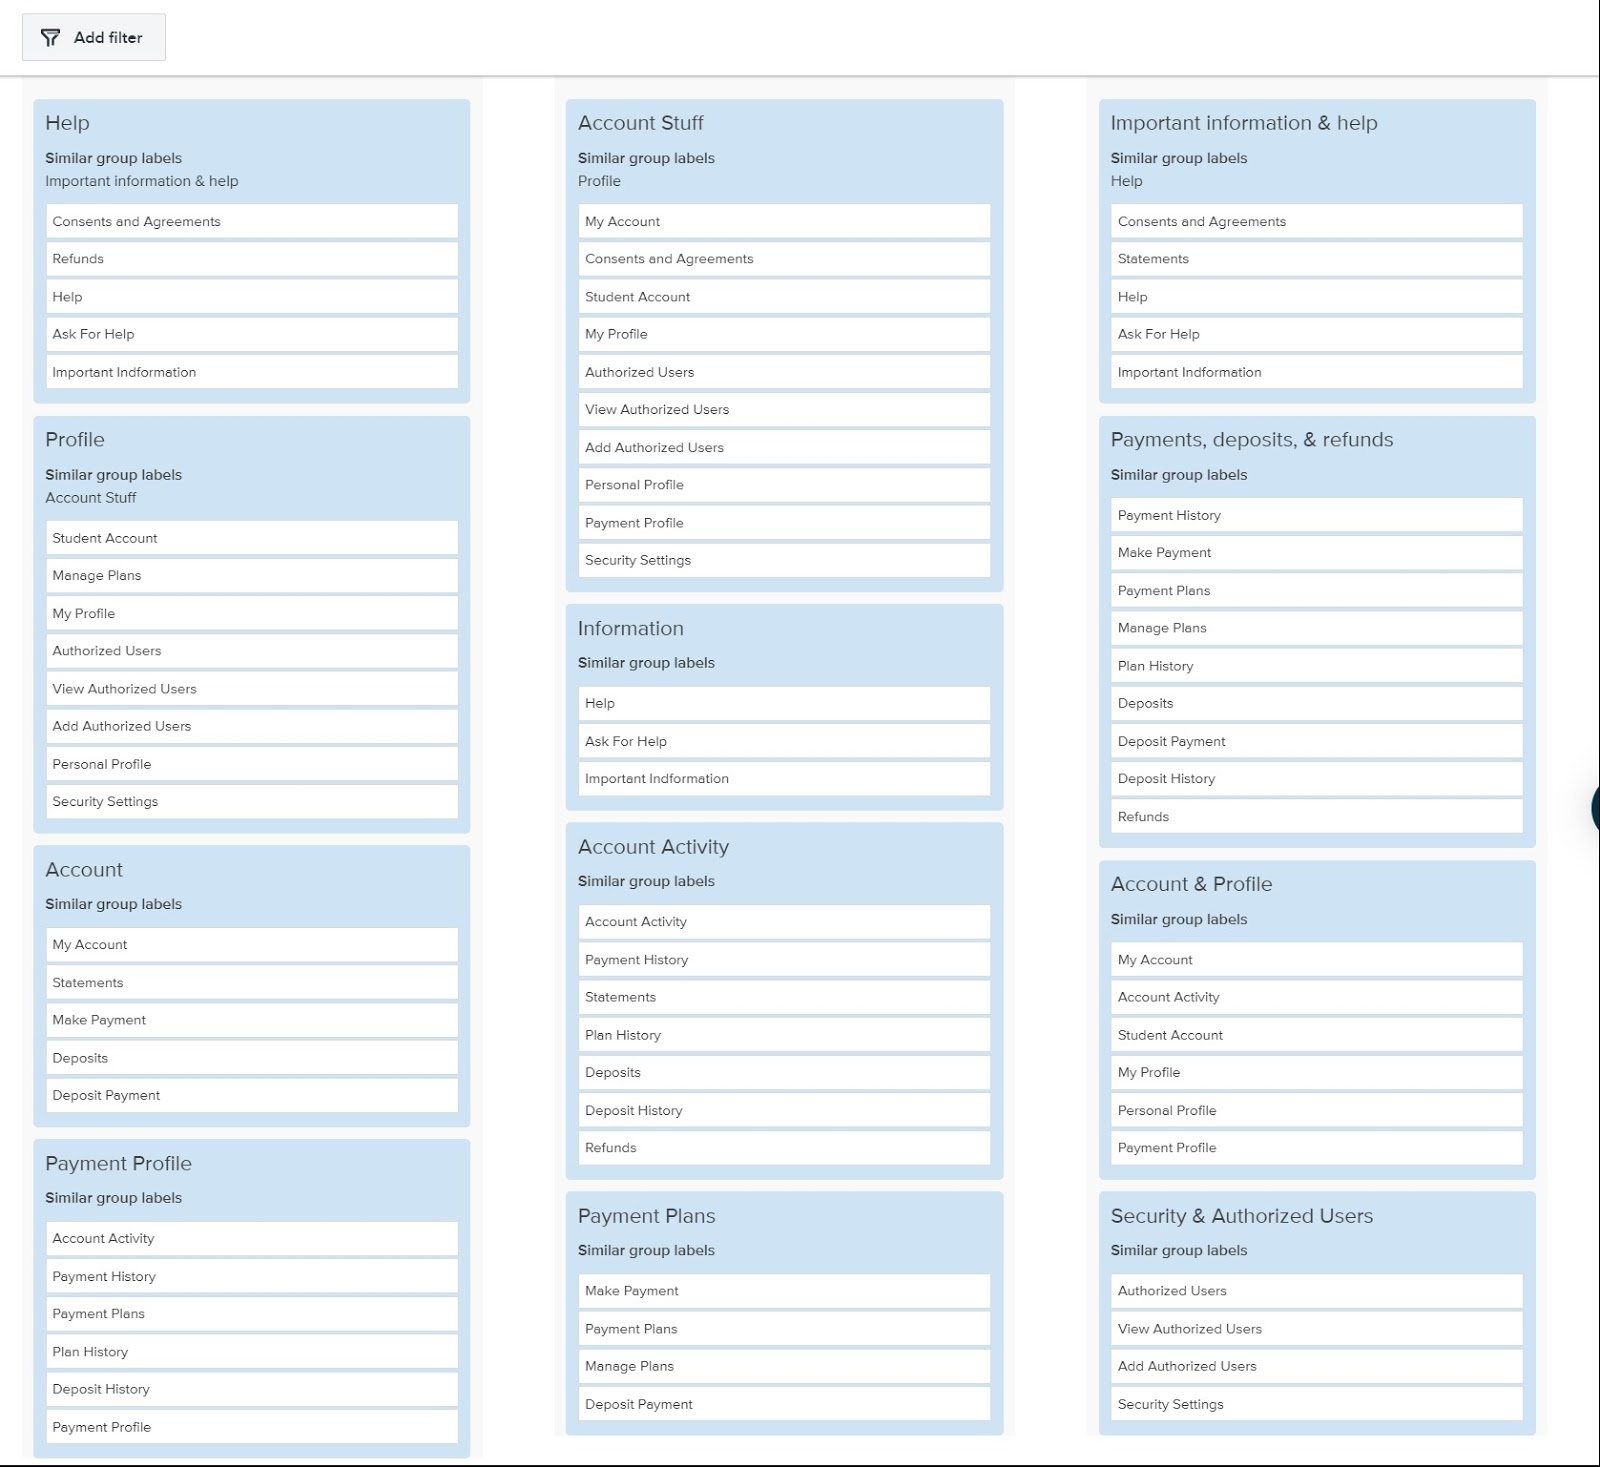 Add filter
Help
Similar group labels
Important information & help
Consents and Agreements
Refunds
Help
Ask For Help
Important Indformation
Profile
Similar group labels
Account Stuff
Student Account
Manage Plans
My Profile
Authorized Users
View Authorized Users
Add Authorized Users
Personal Profile
Security Settings
Account
Similar group labels
My Account
Statements
Make Payment
Deposits
Deposit Payment
Payment Profile
Similar group labels
Account Activity
Payment History
Payment Plans
Plan History
Deposit History
Payment Profile
Account Stuff
Similar group labels
Profile
My Account
Consents and Agreements
Student Account
My Profile
Authorized Users
View Authorized Users
Add Authorized Users
Personal Profile
Payment Profile
Security Settings
Information
Similar group labels
Help
Ask For Help
Important Indformation
Account Activity
Similar group labels
Account Activity
Payment History
Statements
Plan History
Deposits
Deposit History
Refunds
Payment Plans
Similar group labels
Make Payment
Payment Plans
Manage Plans
Deposit Payment
Important information & help
Similar group labels
Help
Consents and Agreements
Statements
Help
Ask For Help
Important Indformation
Payments, deposits, & refunds
Similar group labels
Payment History
Make Payment
Payment Plans
Manage Plans
Plan History
Deposits
Deposit Payment
Deposit History
Refunds
Account & Profile
Similar group labels
My Account
Account Activity
Student Account
My Profile
Personal Profile
Payment Profile
Security & Authorized Users
Similar group labels
Authorized Users
View Authorized Users
Add Authorized Users
Security Settings